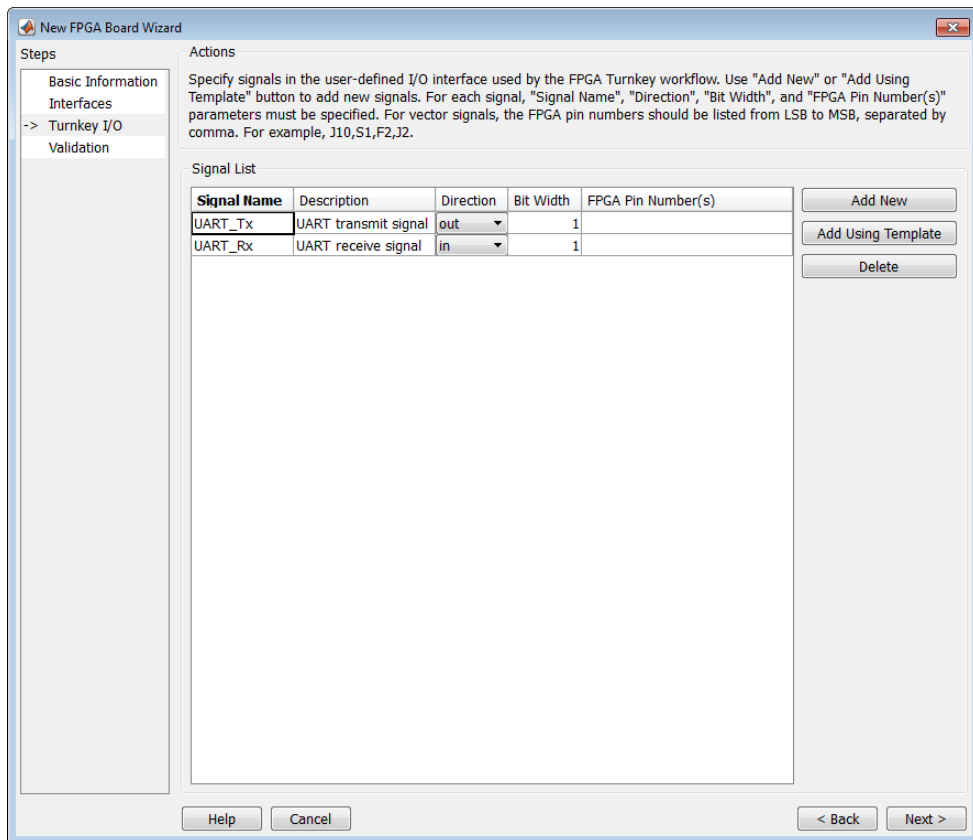 New FPGA Board Wizard
Steps
Basic Information
Interfaces
-> Turnkey I/O
Validation
Actions
Specify signals in the user-defined I/O interface used by the FPGA Turnkey workflow. Use "Add New" or "Add Using
Template" button to add new signals. For each signal, "Signal Name", "Direction", "Bit Width", and "FPGA Pin Number(s)"
parameters must be specified. For vector signals, the FPGA pin numbers should be listed from LSB to MSB, separated by
comma. For example, J10,S1,F2,J2.
Signal List
Signal Name Description Direction Bit Width FPGA Pin Number(s)
UART_Tx UART transmit signal out 1
UART_Rx UART receive signal in 1
Add New
Add Using Template
Delete
Help Cancel < Back Next >